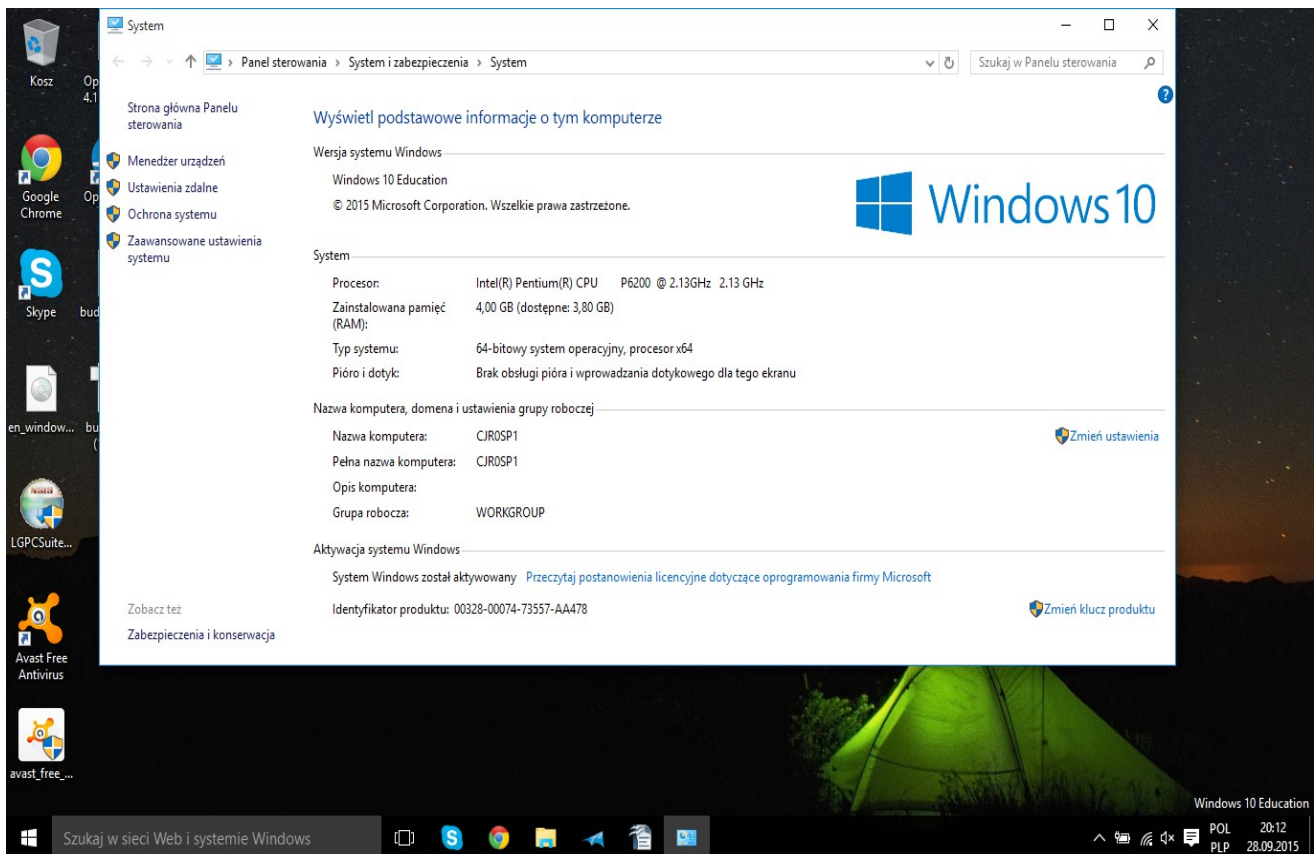 System
Panel sterowania > System i zabezpieczenia > System
Szukaj w Panelu sterowania
Strona główna Panelu
sterowania
Menedżer urządzeń
Ustawienia zdalne
Ochrona systemu
Zaawansowane ustawienia
systemu
Zobacz też
Zabezpieczenia i konserwacja
Wyświetl podstawowe informacje o tym komputerze
Wersja systemu Windows
Windows 10 Education
© 2015 Microsoft Corporation. Wszelkie prawa zastrzeżone.
Windows 10
System
Procesor: Intel(R) Pentium(R) CPU P6200 @ 2.13GHz 2.13 GHz
Zainstalowana pamięć 4,00 GB (dostępne: 3,80 GB)
(RAM):
Typ systemu: 64-bitowy system operacyjny, procesor x64
Pióro i dotyk: Brak obsługi pióra i wprowadzania dotykowego dla tego ekranu
Nazwa komputera, domena i ustawienia grupy roboczej
Nazwa komputera: CJR0SP1
Zmień ustawienia
Pełna nazwa komputera: CJR0SP1
Opis komputera:
Grupa robocza: WORKGROUP
Aktywacja systemu Windows
System Windows został aktywowany Przeczytaj postanowienia licencyjne dotyczące oprogramowania firmy Microsoft
Identyfikator produktu: 00328-00074-73557-AA478
Zmień klucz produktu
Kosz
Op
4.1
Google
Chrome
Op
Skype
bud
en_window...
bu
(
LGPCSuite...
Avast Free
Antivirus
avast_free_...
Windows 10 Education
Szukaj w sieci Web i systemie Windows
POL
PLP
20:12
28.09.2015